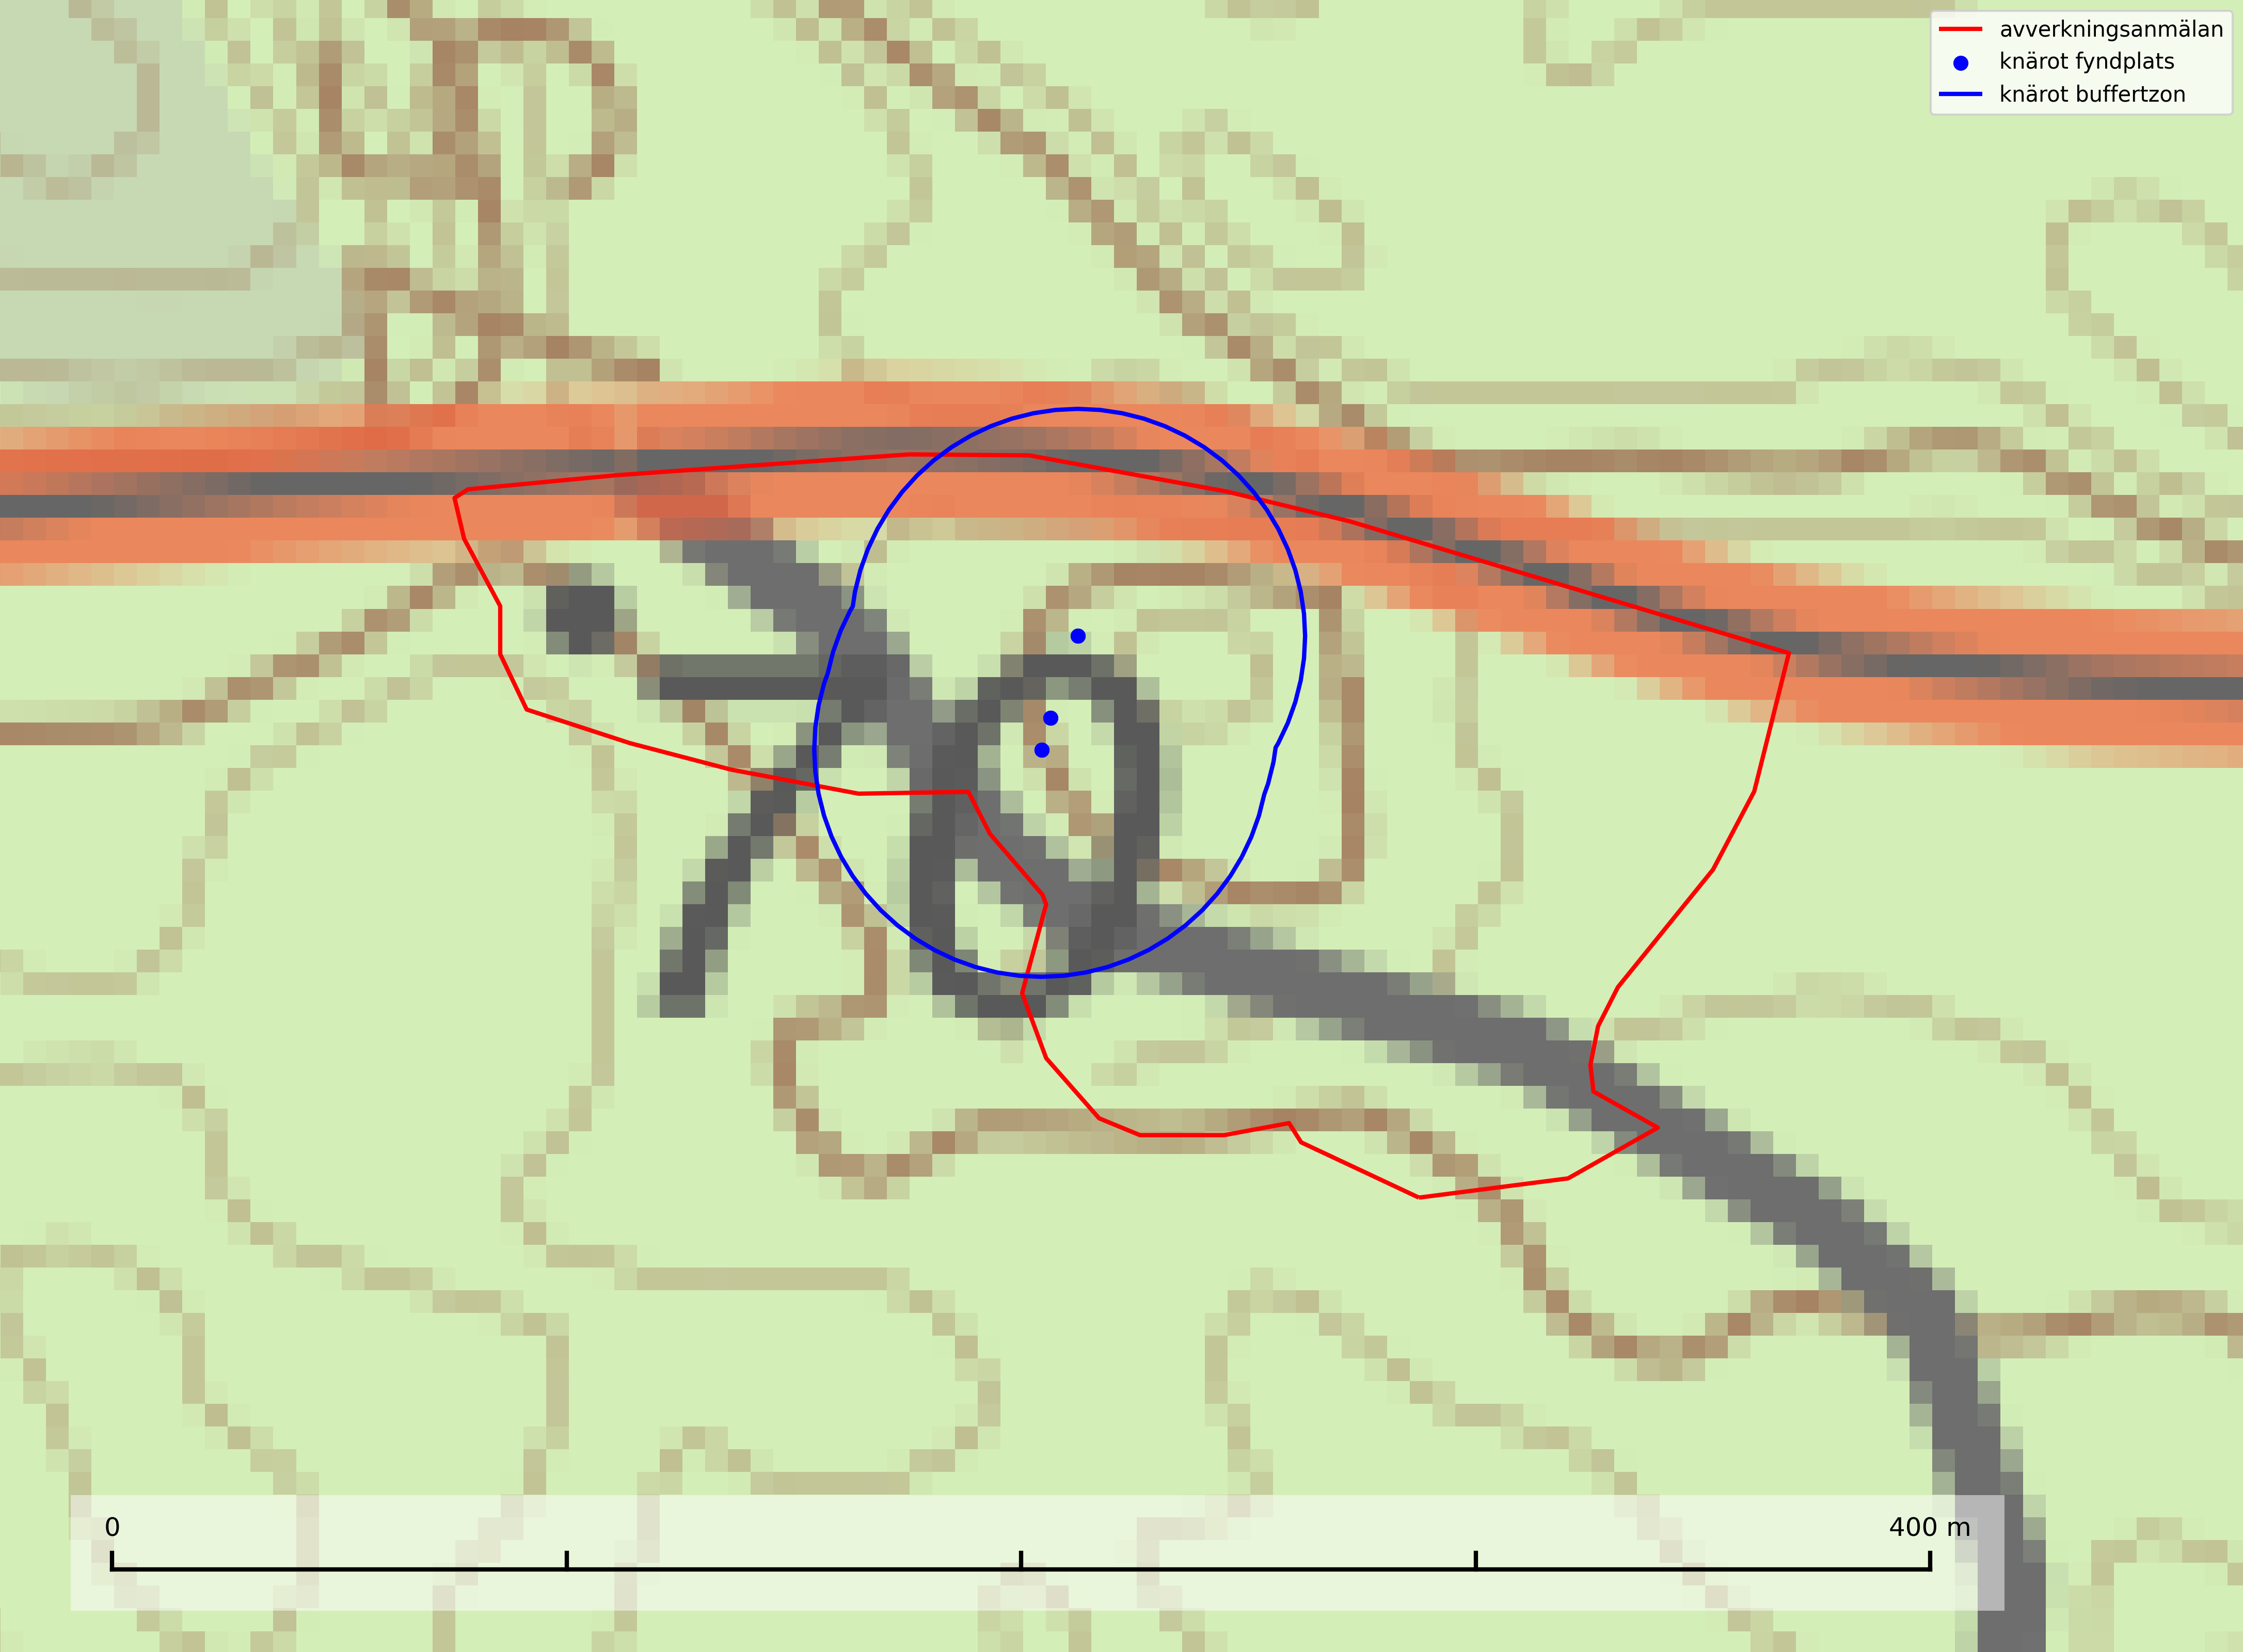 avverkningsanmälan
knärot fyndplats
knärot buffertzon
0
400 m